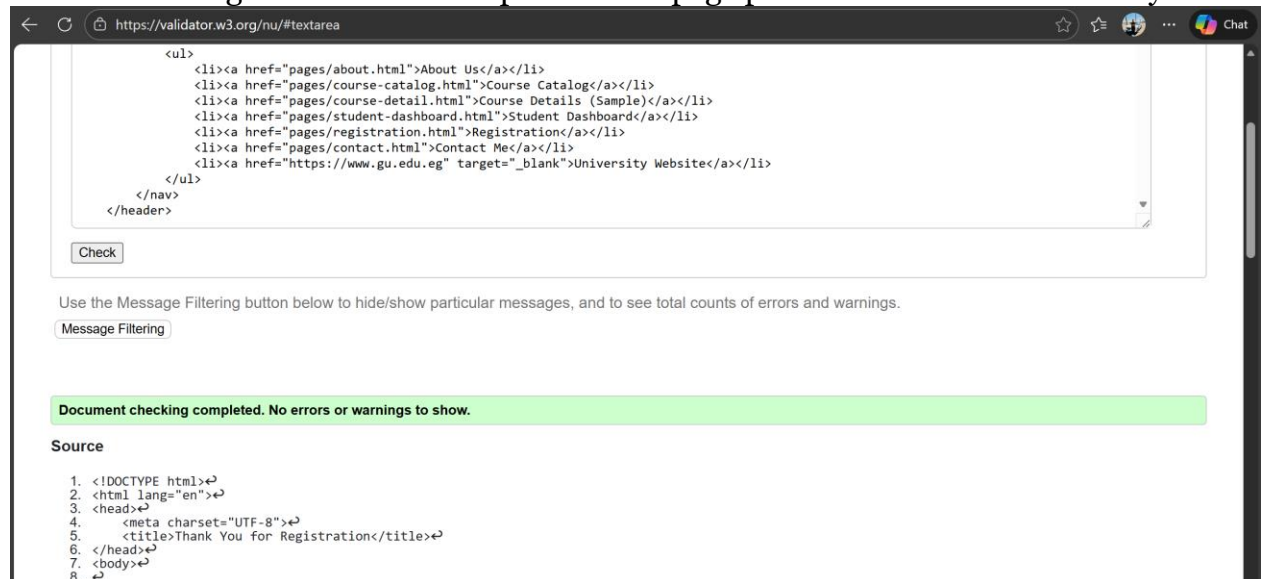 https://validator.w3.org/nu/#textarea
Chat
<ul>
<li><a href="pages/about.html">About Us</a></li>
<li><a href="pages/course-catalog.html">Course Catalog</a></li>
<li><a href="pages/course-detail.html">Course Details (Sample)</a></li>
<li><a href="pages/student-dashboard.html">Student Dashboard</a></li>
<li><a href="pages/registration.html">Registration</a></li>
<li><a href="pages/contact.html">Contact Me</a></li>
<li><a href="https://www.gu.edu.eg" target="_blank">University Website</a></li>
</ul>
</nav>
</header>
Check
Use the Message Filtering button below to hide/show particular messages, and to see total counts of errors and warnings.
Message Filtering
Document checking completed. No errors or warnings to show.
Source
1. <!DOCTYPE html>↩
2. <html lang="en">↩
3. <head>↩
4. <meta charset="UTF-8">↩
5. <title>Thank You for Registration</title>↩
6. </head>↩
7. <body>↩
8. ↩